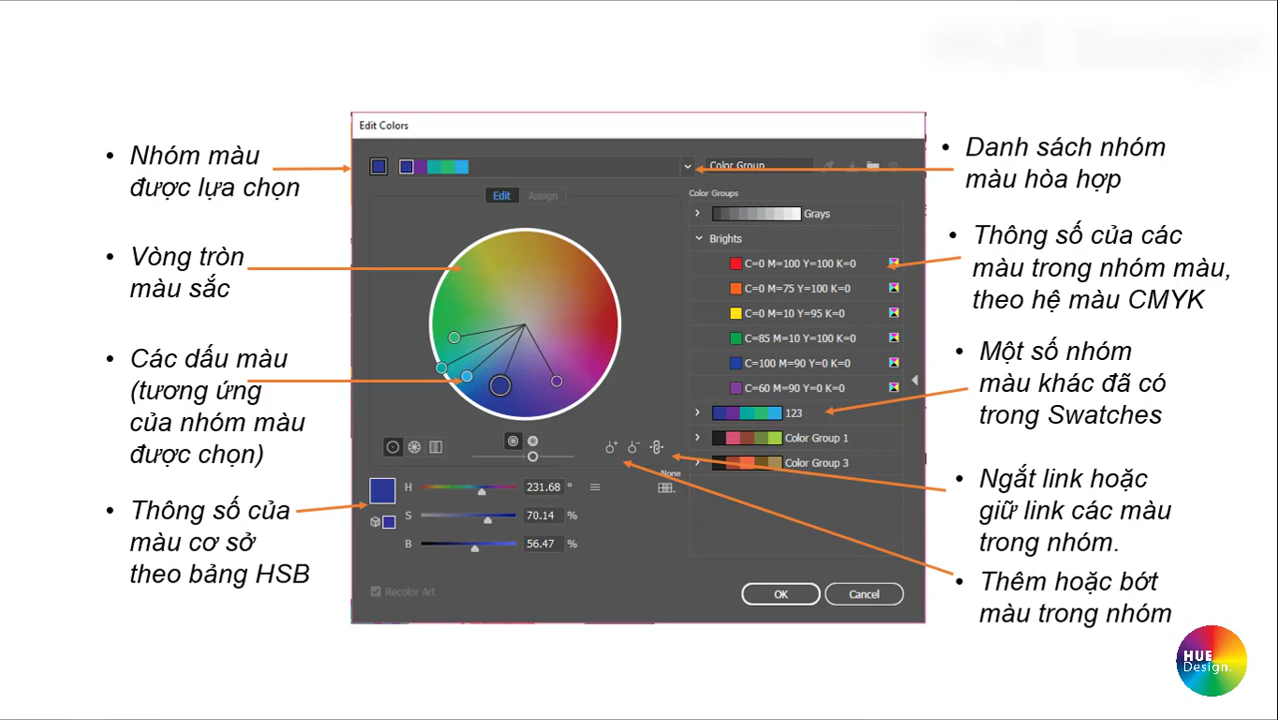 Edit Colors
• Nhóm màu
được lựa chọn
• Vòng tròn
màu sắc
• Các dấu màu
(tương ứng
của nhóm màu
được chọn)
• Thông số của
màu cơ sở
theo bảng HSB
Color Group
Edit Assign
Color Groups
Grays
Brights
C=0 M=100 Y=100 K=0
C=0 M=75 Y=100 K=0
C=0 M=10 Y=95 K=0
C=85 M=10 Y=100 K=0
C=100 M=90 Y=0 K=0
C=60 M=90 Y=0 K=0
123
Color Group 1
Color Group 3
None
H 231.68 °
S 70.14 %
B 56.47 %
Recolor Art
OK Cancel
• Danh sách nhóm
màu hòa hợp
• Thông số của các
màu trong nhóm màu,
theo hệ màu CMYK
• Một số nhóm
màu khác đã có
trong Swatches
• Ngắt link hoặc
giữ link các màu
trong nhóm.
• Thêm hoặc bớt
màu trong nhóm
HUE
Design.